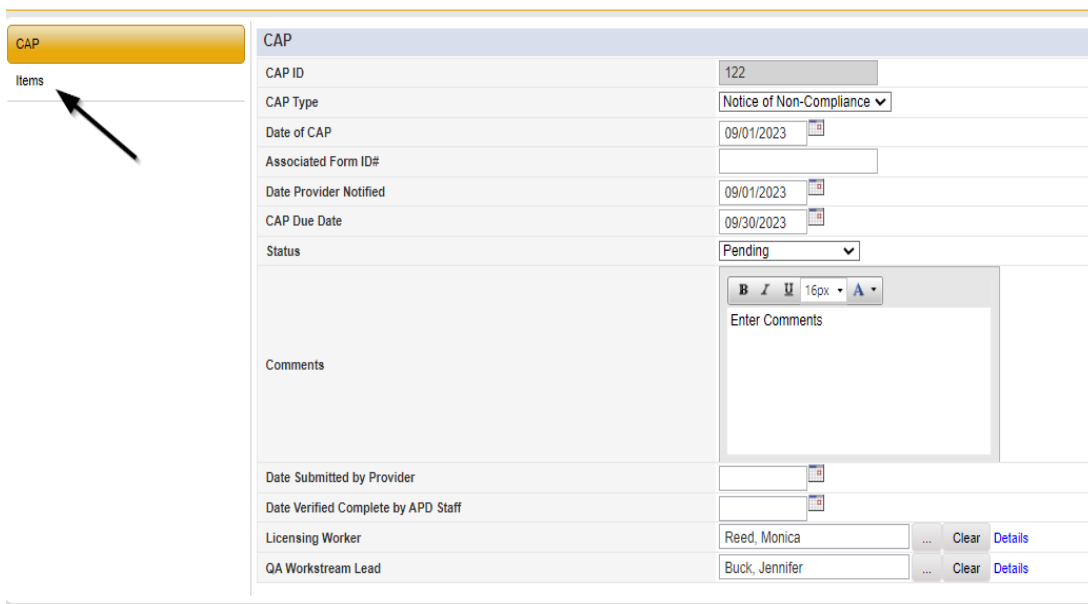 CAP
Items
CAP
CAP ID 122
CAP Type Notice of Non-Compliance
Date of CAP 09/01/2023
Associated Form ID#
Date Provider Notified 09/01/2023
CAP Due Date 09/30/2023
Status Pending
B I U 16px A
Enter Comments
Comments
Date Submitted by Provider
Date Verified Complete by APD Staff
Licensing Worker Reed, Monica ... Clear Details
QA Workstream Lead Buck, Jennifer ... Clear Details